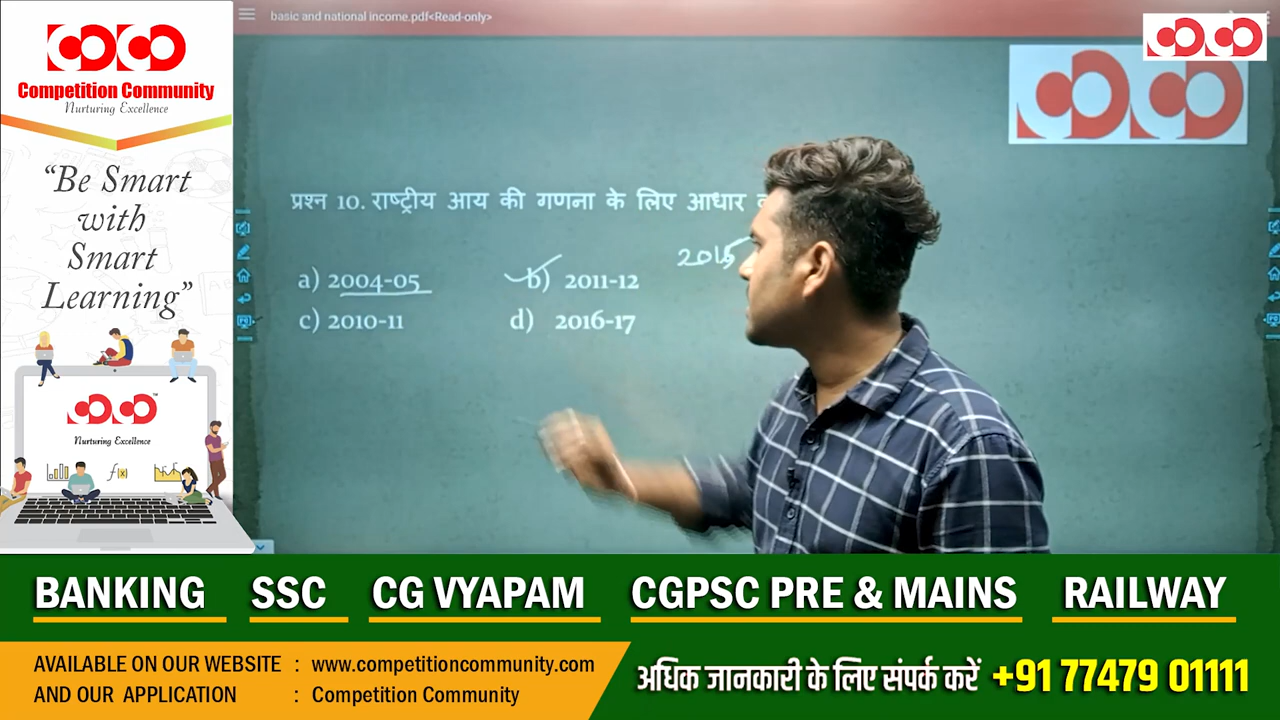 Competition Community
Nurturing Excellence
“Be Smart
with
Smart
Learning”
Nurturing Excellence
f(x)
basic and national income.pdf<Read-only>
प्रश्न 10. राष्ट्रीय आय की गणना के लिए आधार
2015
a) 2004-05
b) 2011-12
c) 2010-11
d) 2016-17
BANKING SSC CG VYAPAM CGPSC PRE & MAINS RAILWAY
AVAILABLE ON OUR WEBSITE : www.competitioncommunity.com
AND OUR APPLICATION : Competition Community
अधिक जानकारी के लिए संपर्क करें +91 77479 01111